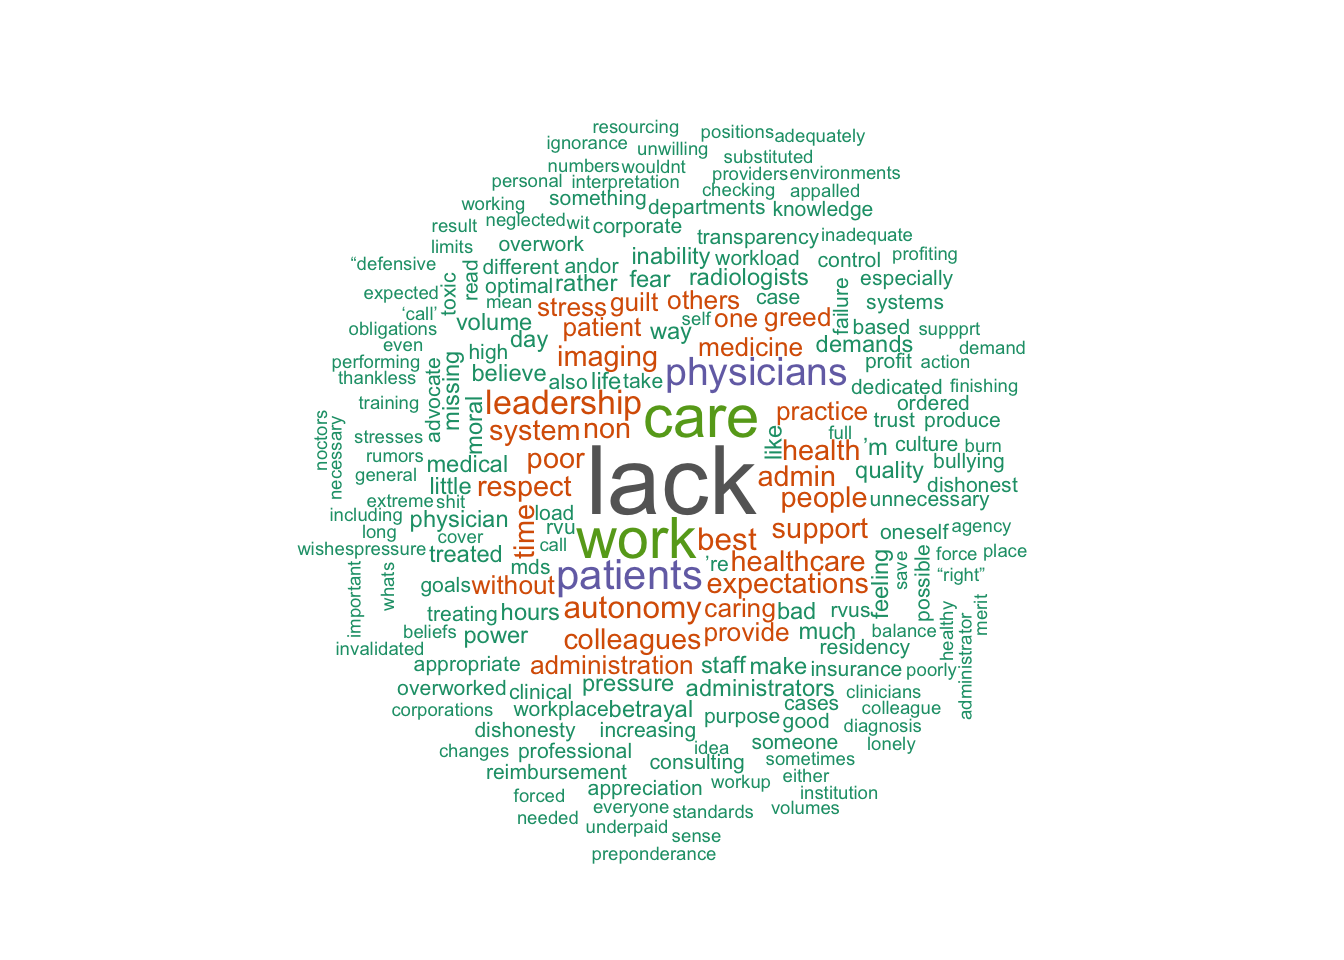 resourcing
positions adequately
ignorance unwilling
substituted
numbers wouldnt
providers environments
personal interpretation
checking appalled
working something departments knowledge
result neglected wit corporate
transparency inadequate
limits overwork
inability workload control profiting
“defensive different andor
toxic read optimal rather fear radiologists especially
expected mean stress guilt others case failure systems
‘call’ volume patient way self one greed based suppprt
obligations
even day medicine demands demand
performing high imaging profit action
thankless missing believe also life take physicians dedicated finishing
advocate training moral leadership care practice ordered
trust produce
noctors necessary stresses system non like full culture burn
rumors poor health ’m bullying
general medical lack admin quality
little respect people dishonest
extreme shit unnecessary
including physician time load support oneself agency
long cover rvu work best
wishes pressure treated call force place
important whats mds patients ’re healthcare feeling save possible “right”
goals without expectations
treating hours autonomy caring bad rvus healthy merit
beliefs power colleagues provide much balance administrator
invalidated residency
appropriate administration staff make insurance poorly
overworked clinical pressure administrators clinicians
corporations workplace betrayal purpose cases colleague
good diagnosis
dishonesty increasing
changes professional idea someone lonely
consulting sometimes
reimbursement workup either
forced appreciation institution
everyone standards volumes
needed underpaid
sense
preponderance